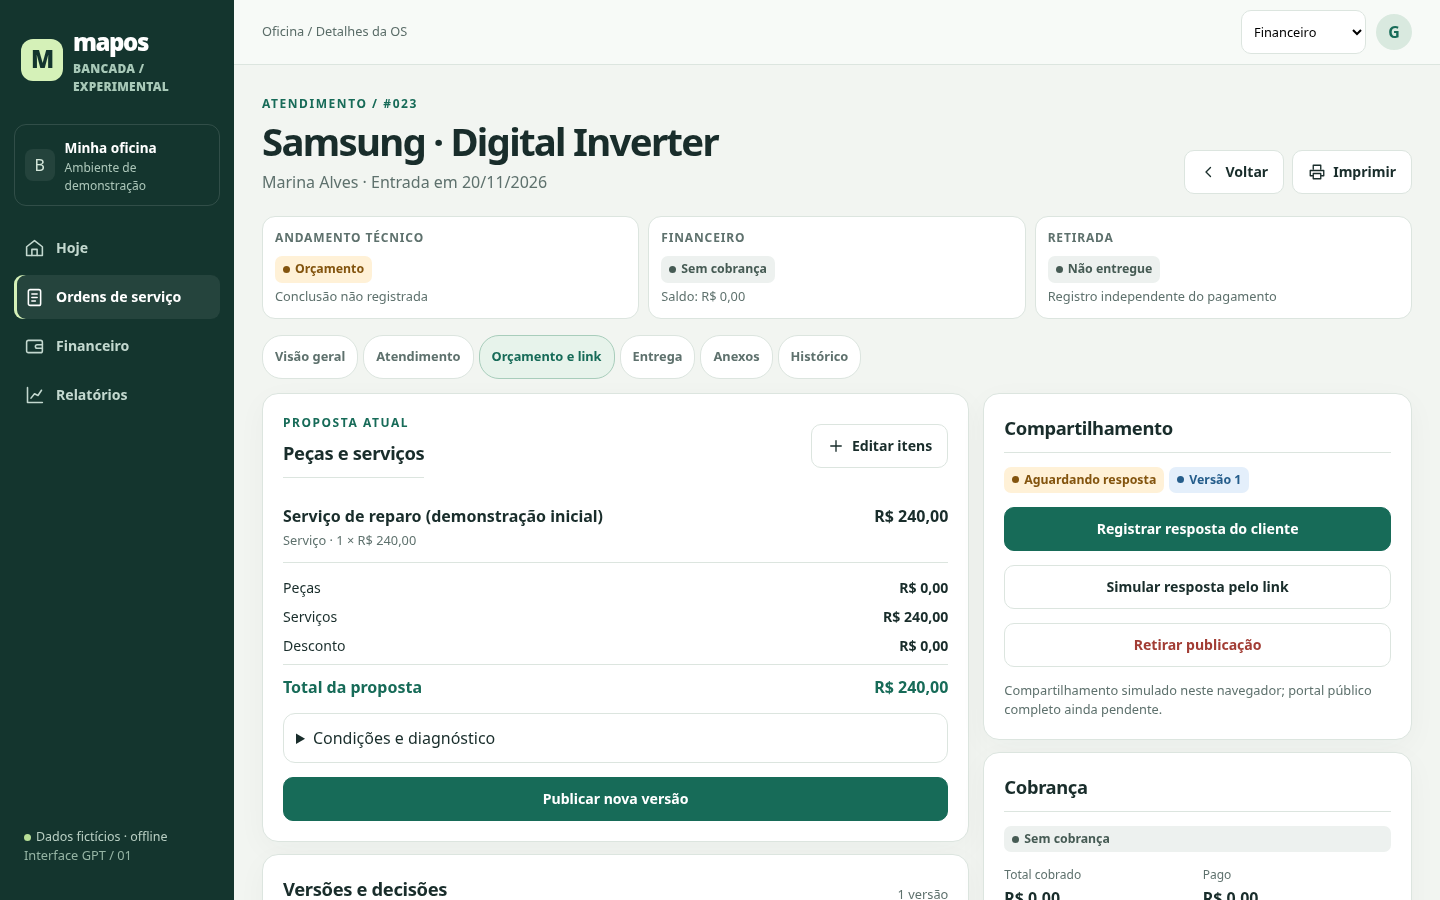 M
mapos
BANCADA /
EXPERIMENTAL
B
Minha oficina
Ambiente de
demonstração
Hoje
Ordens de serviço
Financeiro
Relatórios
Dados fictícios · offline
Interface GPT / 01
Oficina / Detalhes da OS
Financeiro
G
ATENDIMENTO / #023
Samsung · Digital Inverter
Marina Alves · Entrada em 20/11/2026
Voltar
Imprimir
ANDAMENTO TÉCNICO
Orçamento
Conclusão não registrada
FINANCEIRO
Sem cobrança
Saldo: R$ 0,00
RETIRADA
Não entregue
Registro independente do pagamento
Visão geral
Atendimento
Orçamento e link
Entrega
Anexos
Histórico
PROPOSTA ATUAL
Peças e serviços
Editar itens
Serviço de reparo (demonstração inicial) R$ 240,00
Serviço · 1 × R$ 240,00
Peças R$ 0,00
Serviços R$ 240,00
Desconto R$ 0,00
Total da proposta R$ 240,00
Condições e diagnóstico
Publicar nova versão
Versões e decisões
1 versão
Compartilhamento
Aguardando resposta
Versão 1
Registrar resposta do cliente
Simular resposta pelo link
Retirar publicação
Compartilhamento simulado neste navegador; portal público
completo ainda pendente.
Cobrança
Sem cobrança
Total cobrado Pago
R$ 0,00 R$ 0,00